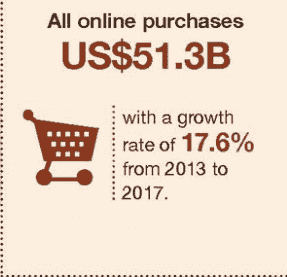 All online purchases
US$51.3B
with a growth
rate of 17.6%
from 2013 to
2017.